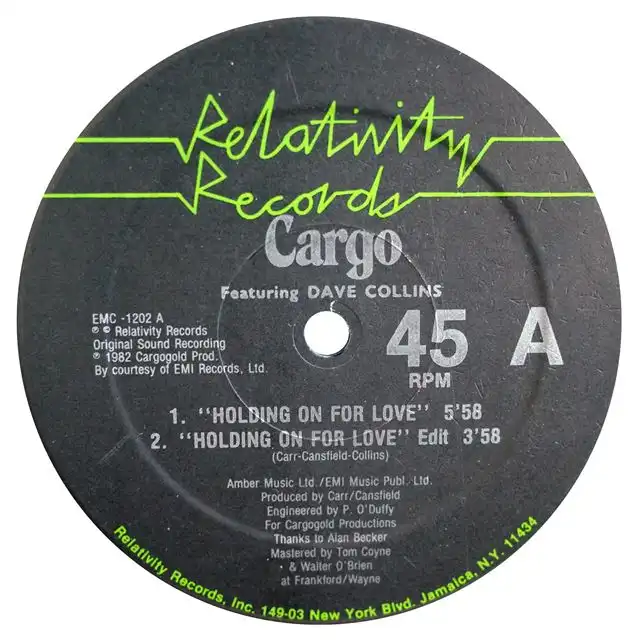 Relativity
Records
Cargo
Featuring DAVE COLLINS
EMC -1202 A
℗ © Relativity Records
Original Sound Recording
℗ 1982 Cargogold Prod.
By courtesy of EMI Records, Ltd.
45
RPM
A
1. "HOLDING ON FOR LOVE" 5'58
2. "HOLDING ON FOR LOVE" Edit 3'58
(Carr-Cansfield-Collins)
Amber Music Ltd./EMI Music Publ. Ltd.
Produced by Carr/Cansfield
Engineered by P. O'Duffy
For Cargogold Productions
Thanks to Alan Becker
Mastered by Tom Coyne
& Walter O'Brien
at Frankford/Wayne
Relativity Records, Inc. 149-03 New York Blvd. Jamaica, N.Y. 11434